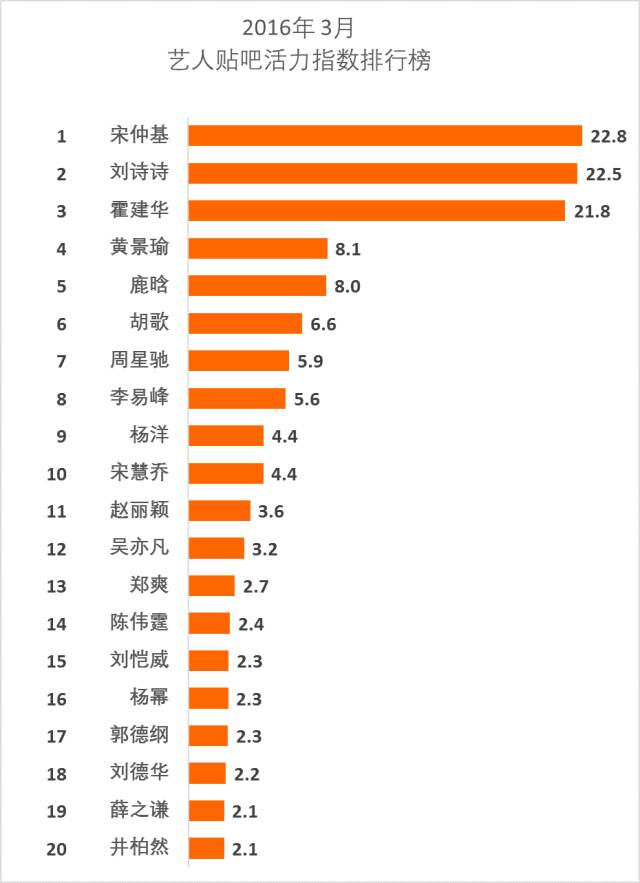 2016年 3月
艺人贴吧活力指数排行榜
1 宋仲基 22.8
2 刘诗诗 22.5
3 霍建华 21.8
4 黄景瑜 8.1
5 鹿晗 8.0
6 胡歌 6.6
7 周星驰 5.9
8 李易峰 5.6
9 杨洋 4.4
10 宋慧乔 4.4
11 赵丽颖 3.6
12 吴亦凡 3.2
13 郑爽 2.7
14 陈伟霆 2.4
15 刘恺威 2.3
16 杨幂 2.3
17 郭德纲 2.3
18 刘德华 2.2
19 薛之谦 2.1
20 井柏然 2.1